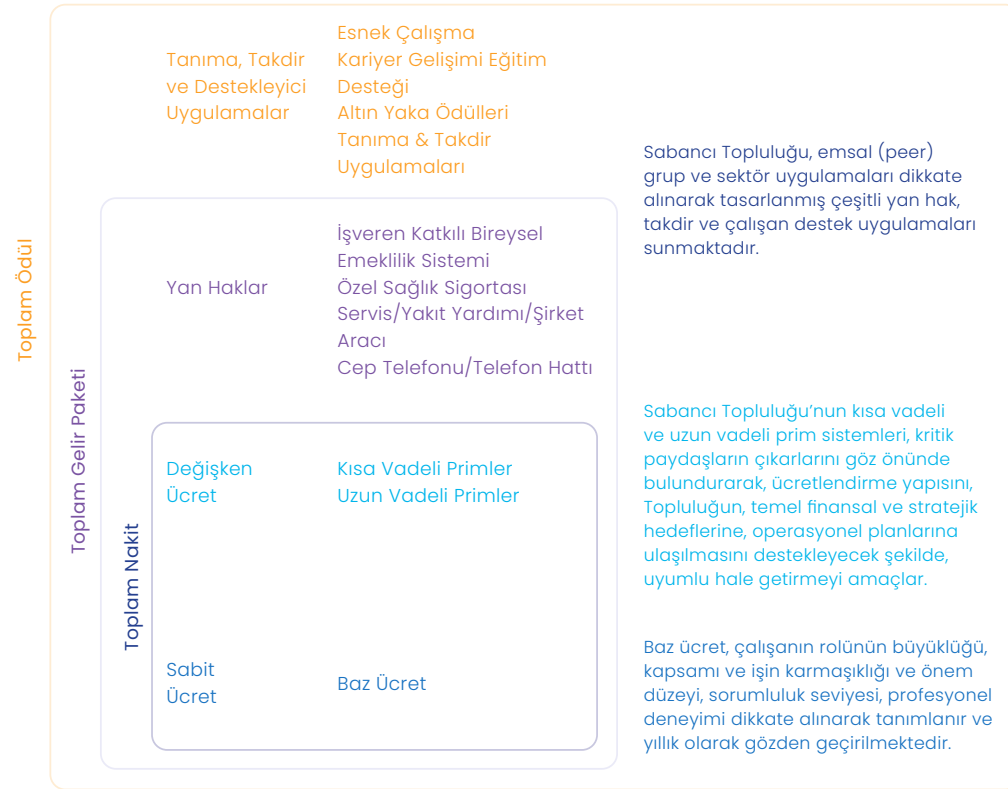 Toplam Ödül
Tanıma, Takdir
ve Destekleyici
Uygulamalar
Esnek Çalışma
Kariyer Gelişimi Eğitim
Desteği
Altın Yaka Ödülleri
Tanıma & Takdir
Uygulamaları
Sabancı Topluluğu, emsal (peer)
grup ve sektör uygulamaları dikkate
alınarak tasarlanmış çeşitli yan hak,
takdir ve çalışan destek uygulamaları
sunmaktadır.
Toplam Gelir Paketi
Yan Haklar
İşveren Katkılı Bireysel
Emeklilik Sistemi
Özel Sağlık Sigortası
Servis/Yakıt Yardımı/Şirket
Aracı
Cep Telefonu/Telefon Hattı
Toplam Nakit
Değişken
Ücret
Kısa Vadeli Primler
Uzun Vadeli Primler
Sabancı Topluluğu’nun kısa vadeli
ve uzun vadeli prim sistemleri, kritik
paydaşların çıkarlarını göz önünde
bulundurarak, ücretlendirme yapısını,
Topluluğun, temel finansal ve stratejik
hedeflerine, operasyonel planlarına
ulaşılmasını destekleyecek şekilde,
uyumlu hale getirmeyi amaçlar.
Sabit
Ücret
Baz Ücret
Baz ücret, çalışanın rolünün büyüklüğü,
kapsamı ve işin karmaşıklığı ve önem
düzeyi, sorumluluk seviyesi, profesyonel
deneyimi dikkate alınarak tanımlanır ve
yıllık olarak gözden geçirilmektedir.